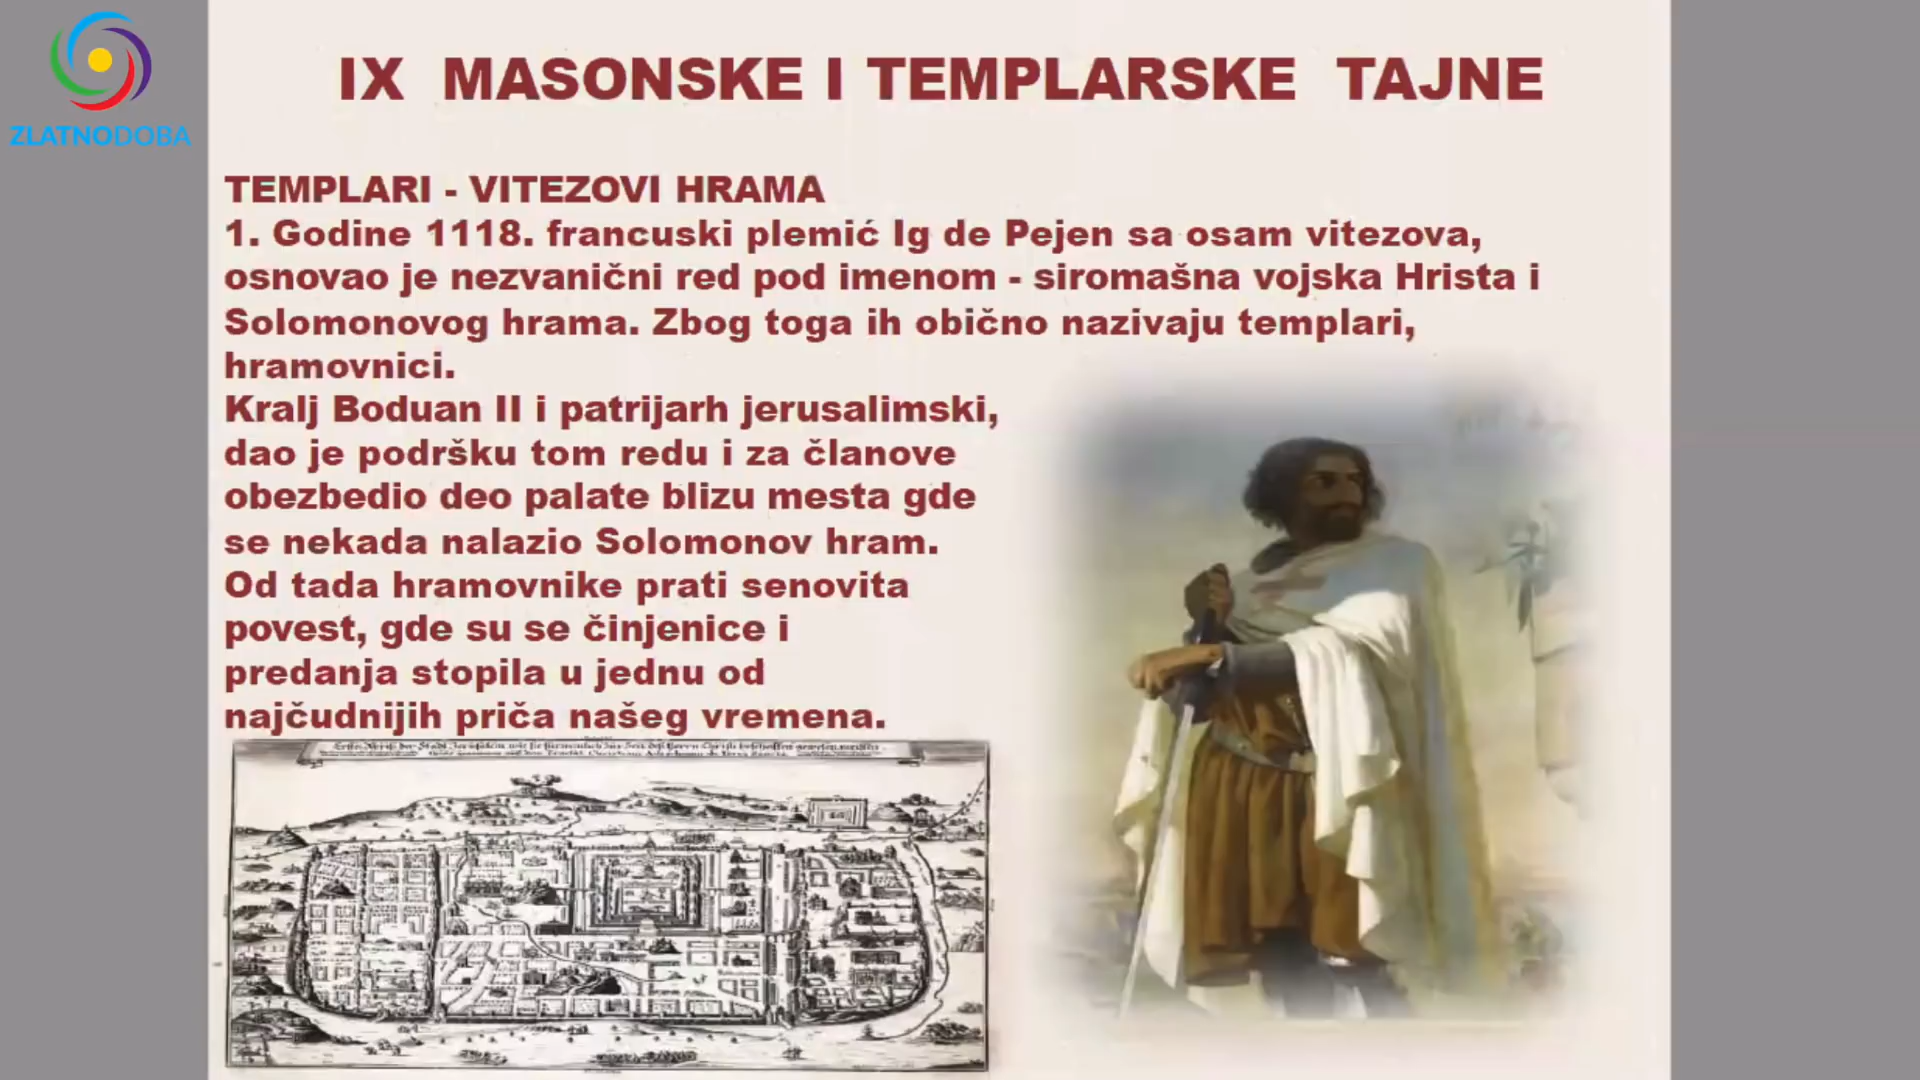 ZLATNODOBA
IX MASONSKE I TEMPLARSKE TAJNE
TEMPLARI - VITEZOVI HRAMA
1. Godine 1118. francuski plemić Ig de Pejen sa osam vitezova,
osnovao je nezvanični red pod imenom - siromašna vojska Hrista i
Solomonovog hrama. Zbog toga ih obično nazivaju templari,
hramovnici.
Kralj Boduan II i patrijarh jerusalimski,
dao je podršku tom redu i za članove
obezbedio deo palate blizu mesta gde
se nekada nalazio Solomonov hram.
Od tada hramovnike prati senovita
povest, gde su se činjenice i
predanja stopila u jednu od
najčudnijih priča našeg vremena.